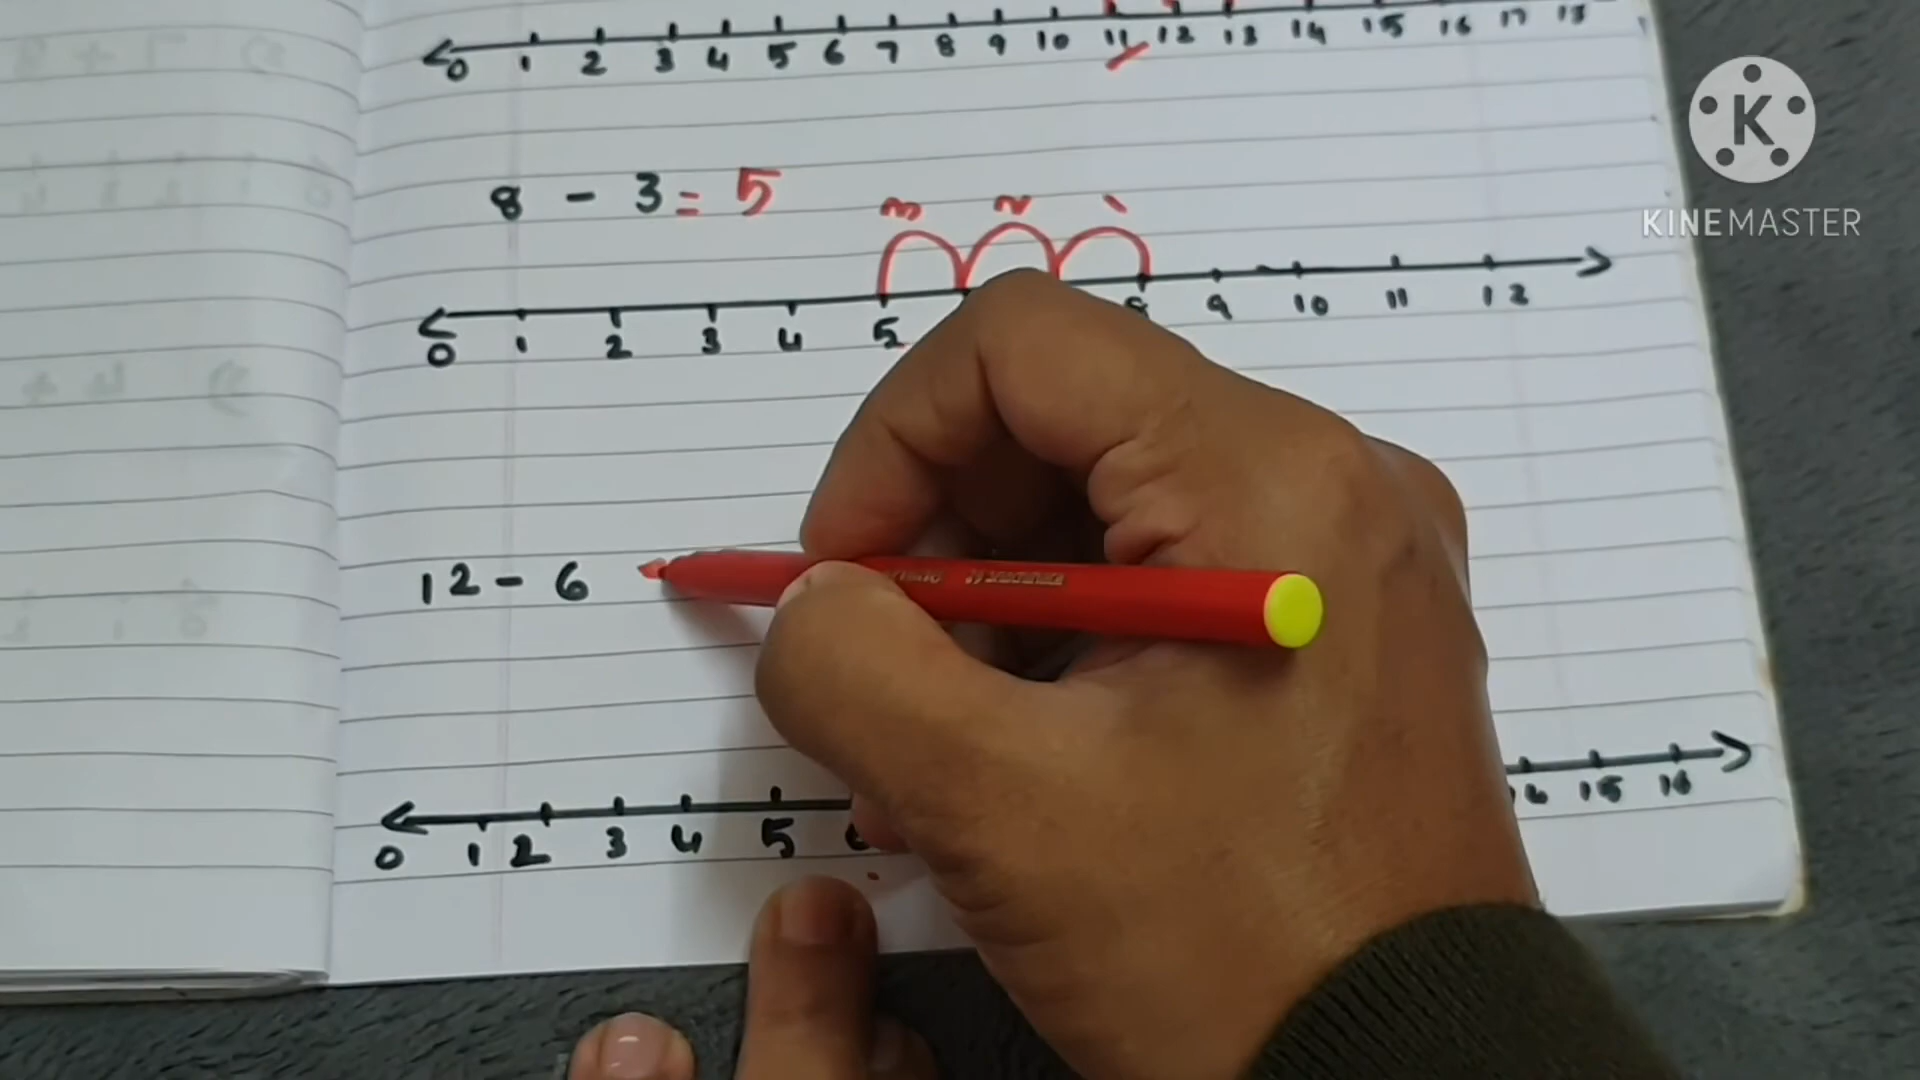 0 1 2 3 4 5 6 7 8 9 10 11 12 13 14 15 16 17 18
K
KINEMASTER
8 - 3 = 5
3 2 1
0 1 2 3 4 5 8 9 10 11 12
12 - 6
0 1 2 3 4 5 6 14 15 16